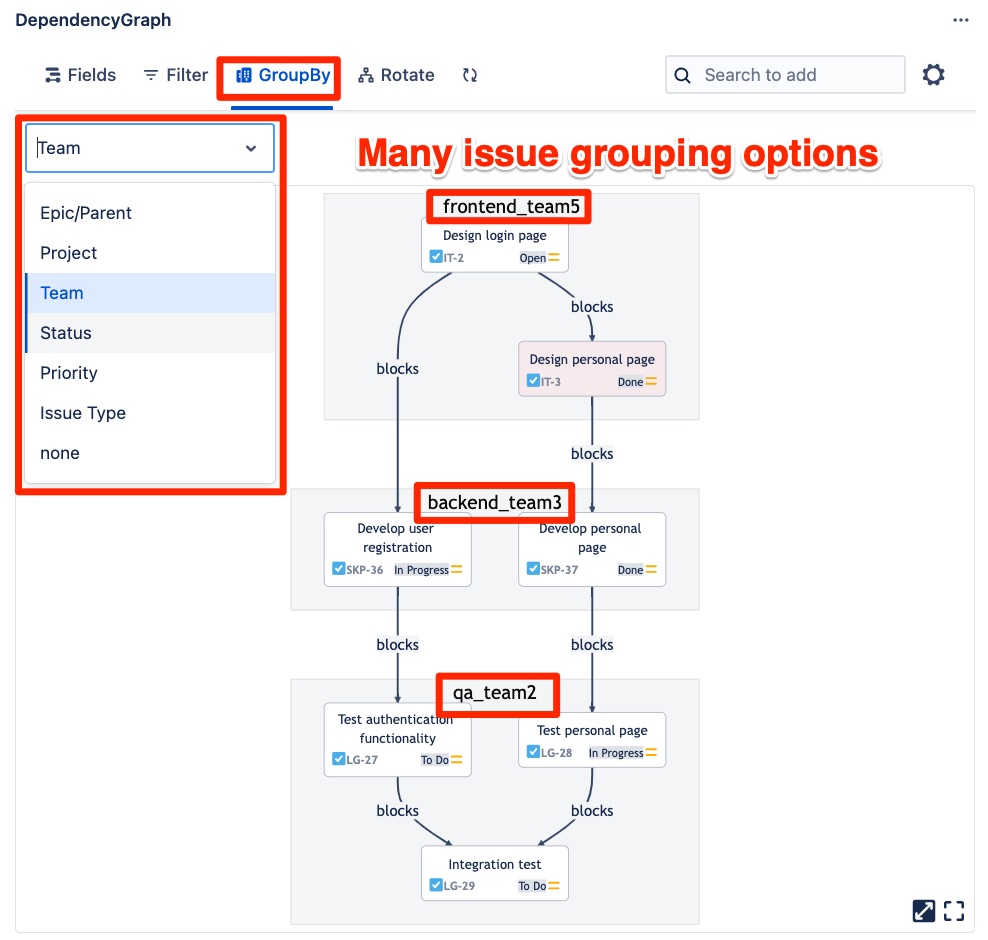 DependencyGraph
Fields Filter GroupBy Rotate Search to add
Team
Many issue grouping options
Epic/Parent
Project
Team
Status
Priority
Issue Type
none
frontend_team5
Design login page
IT-2 Open
blocks
Design personal page
IT-3 Done
blocks
blocks
backend_team3
Develop user
registration
SKP-36 In Progress
Develop personal
page
SKP-37 Done
blocks
blocks
qa_team2
Test authentication
functionality
LG-27 To Do
Test personal page
LG-28 In Progress
blocks
blocks
Integration test
LG-29 To Do